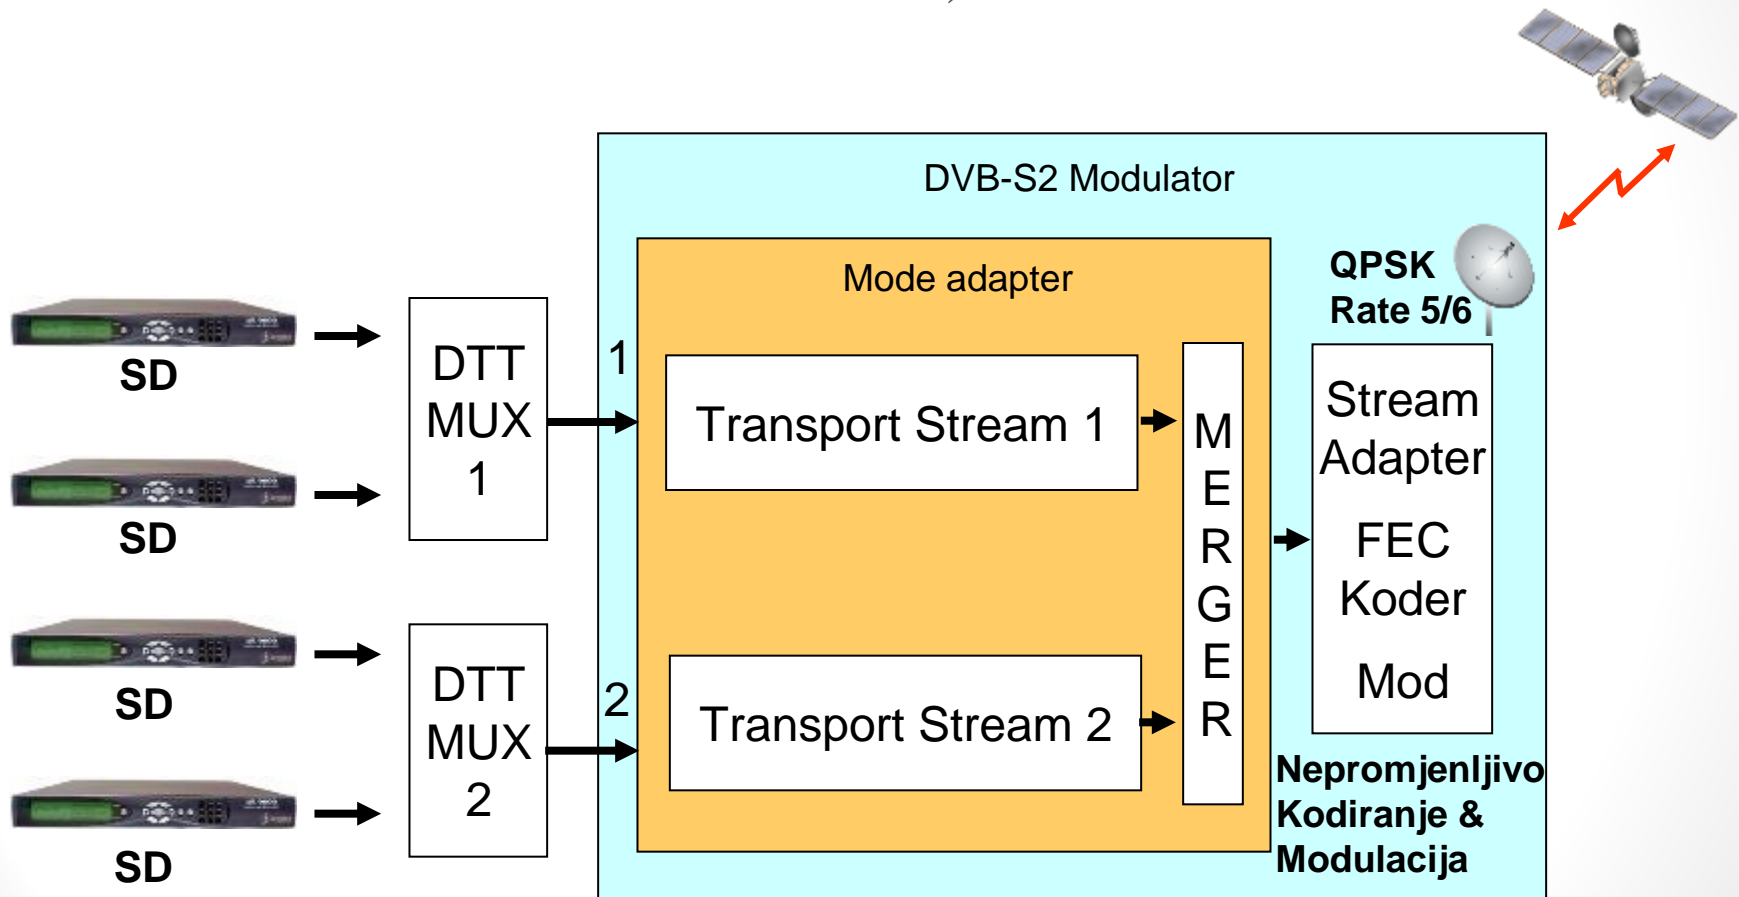 DVB-S2 Modulator
Mode adapter
QPSK
Rate 5/6
SD
SD
SD
SD
DTT
MUX
1
DTT
MUX
2
1
2
Transport Stream 1
Transport Stream 2
M
E
R
G
E
R
Stream
Adapter
FEC
Koder
Mod
Nepromjenljivo
Kodiranje &
Modulacija